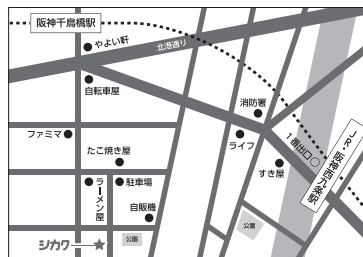 阪神千鳥橋駅
北港通り
やよい軒
自転車屋
消防署
ファミマ
たこ焼き屋
ライフ
1番出口
JR・阪神西九条駅
すき屋
ラーメン屋
駐車場
自販機
シカク
公園
公園